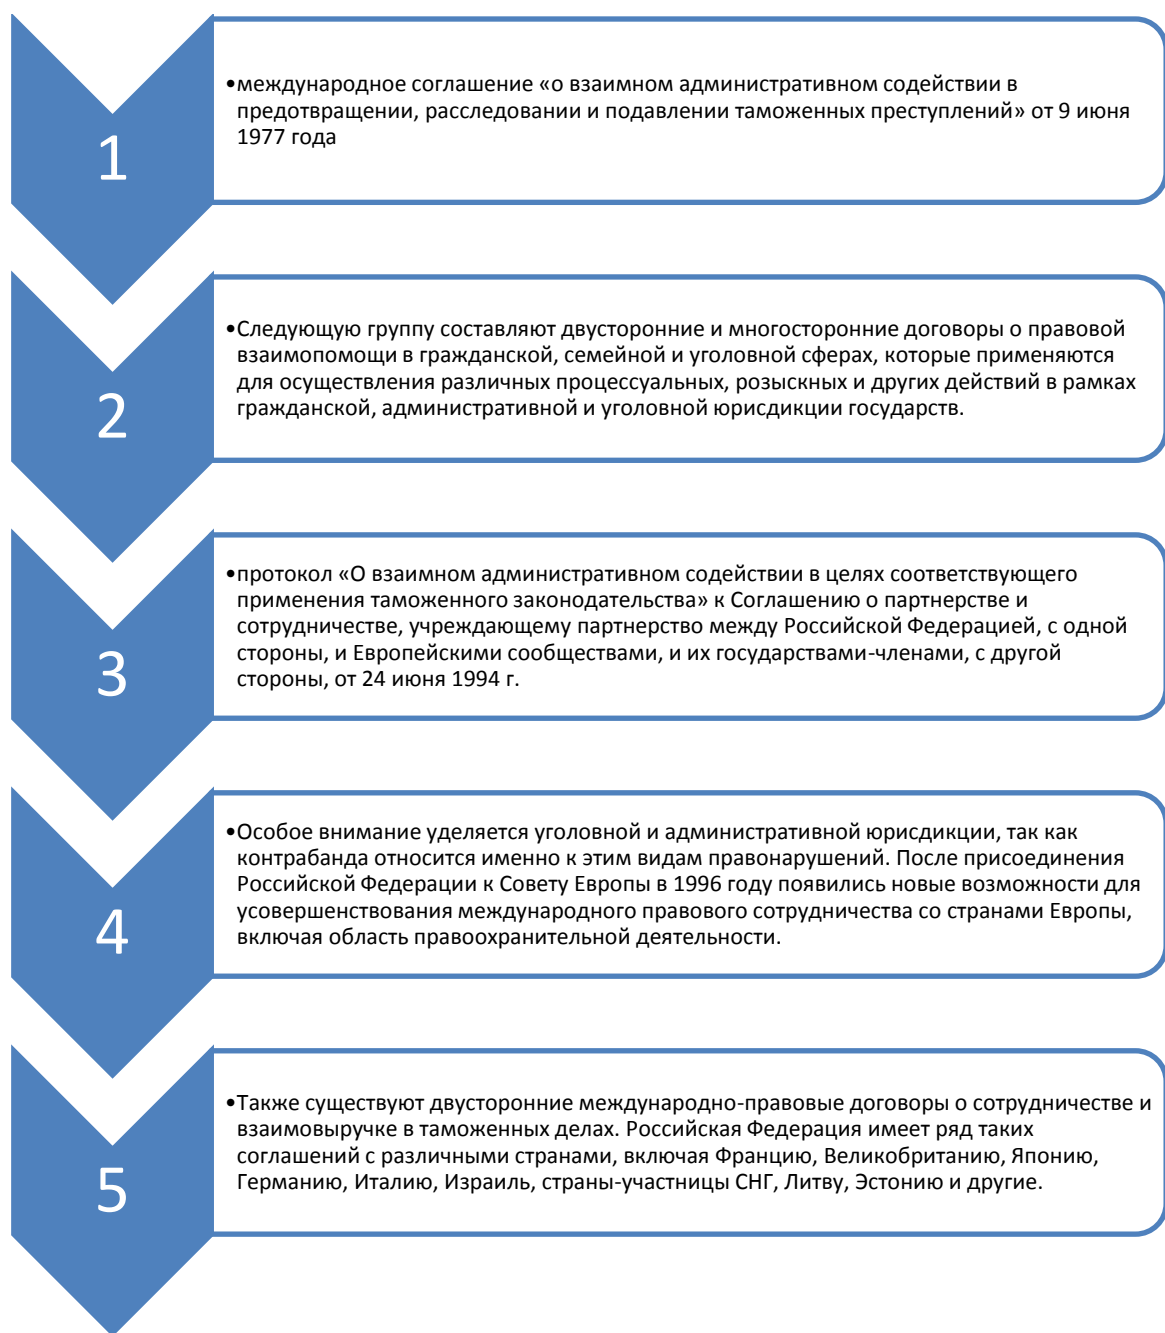 1
•международное соглашение «о взаимном административном содействии в
предотвращении, расследовании и подавлении таможенных преступлений» от 9 июня
1977 года
2
•Следующую группу составляют двусторонние и многосторонние договоры о правовой
взаимопомощи в гражданской, семейной и уголовной сферах, которые применяются
для осуществления различных процессуальных, розыскных и других действий в рамках
гражданской, административной и уголовной юрисдикции государств.
3
•протокол «О взаимном административном содействии в целях соответствующего
применения таможенного законодательства» к Соглашению о партнерстве и
сотрудничестве, учреждающему партнерство между Российской Федерацией, с одной
стороны, и Европейскими сообществами, и их государствами-членами, с другой
стороны, от 24 июня 1994 г.
4
•Особое внимание уделяется уголовной и административной юрисдикции, так как
контрабанда относится именно к этим видам правонарушений. После присоединения
Российской Федерации к Совету Европы в 1996 году появились новые возможности для
усовершенствования международного правового сотрудничества со странами Европы,
включая область правоохранительной деятельности.
5
•Также существуют двусторонние международно-правовые договоры о сотрудничестве и
взаимовыручке в таможенных делах. Российская Федерация имеет ряд таких
соглашений с различными странами, включая Францию, Великобританию, Японию,
Германию, Италию, Израиль, страны-участницы СНГ, Литву, Эстонию и другие.